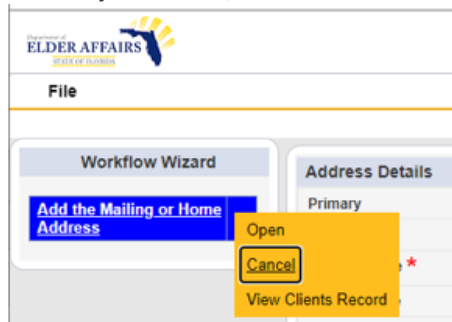 Department of
ELDER AFFAIRS
STATE OF FLORIDA
File
Workflow Wizard
Address Details
Add the Mailing or Home
Address
Primary
Open
Cancel
e *
View Clients Record